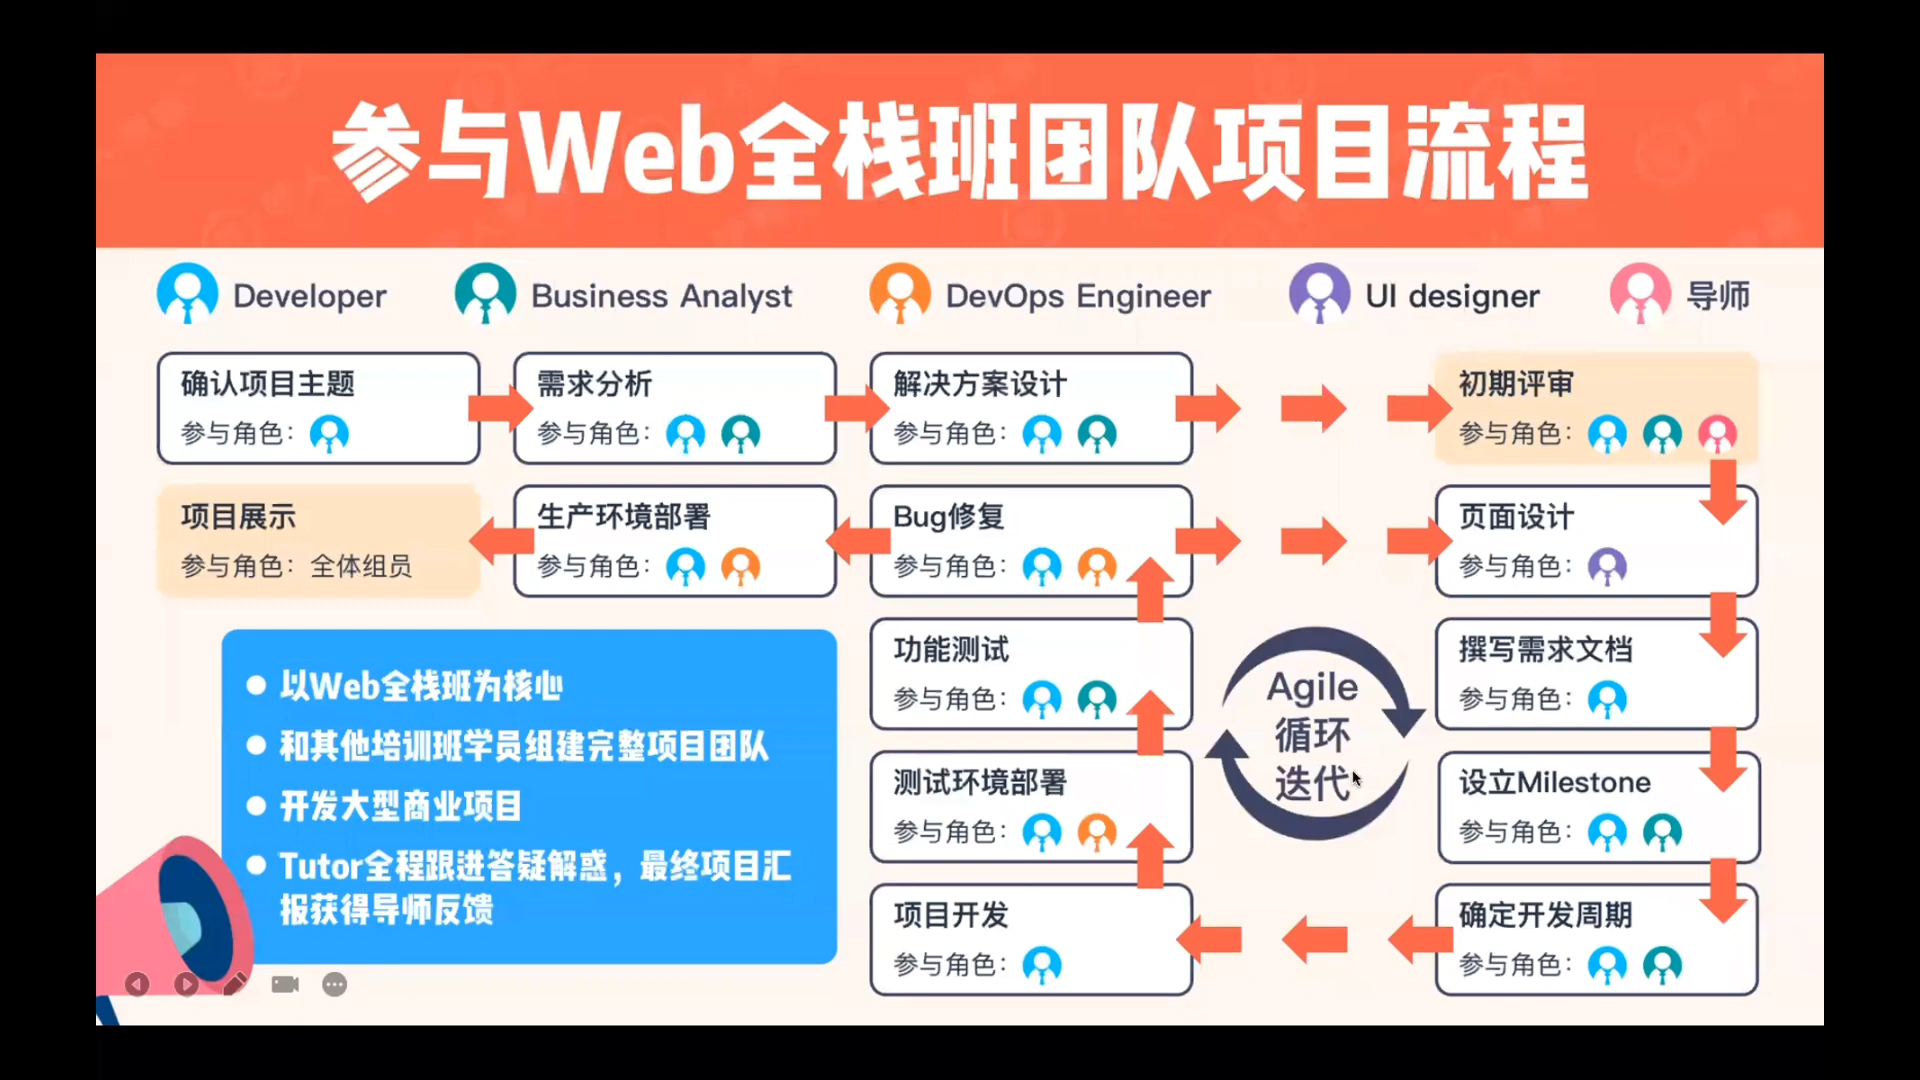 参与Web全栈班团队项目流程
Developer
Business Analyst
DevOps Engineer
UI designer
导师
确认项目主题
参与角色：
需求分析
参与角色：
解决方案设计
参与角色：
初期评审
参与角色：
项目展示
参与角色：全体组员
生产环境部署
参与角色：
Bug修复
参与角色：
页面设计
参与角色：
功能测试
参与角色：
撰写需求文档
参与角色：
测试环境部署
参与角色：
设立Milestone
参与角色：
项目开发
参与角色：
确定开发周期
参与角色：
Agile
循环
迭代
以Web全栈班为核心
和其他培训班学员组建完整项目团队
开发大型商业项目
Tutor全程跟进答疑解惑，最终项目汇
报获得导师反馈